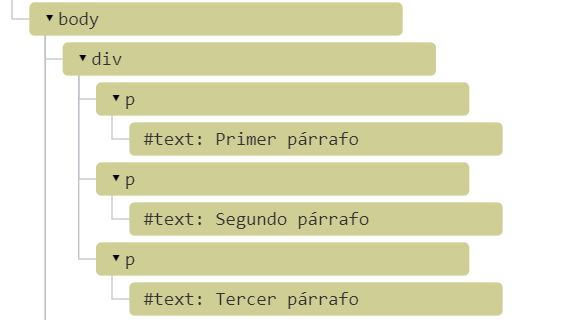 body
div
p
#text: Primer párrafo
p
#text: Segundo párrafo
p
#text: Tercer párrafo